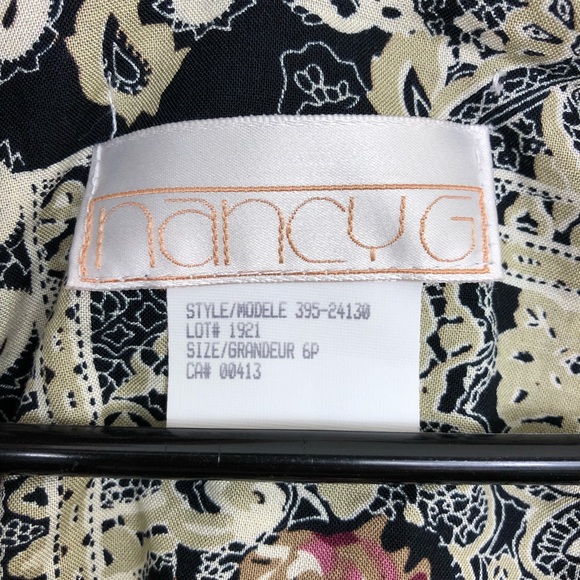 nancy G
STYLE/MODELE 395-24130
LOT# 1921
SIZE/GRANDEUR 6P
CA# 00413